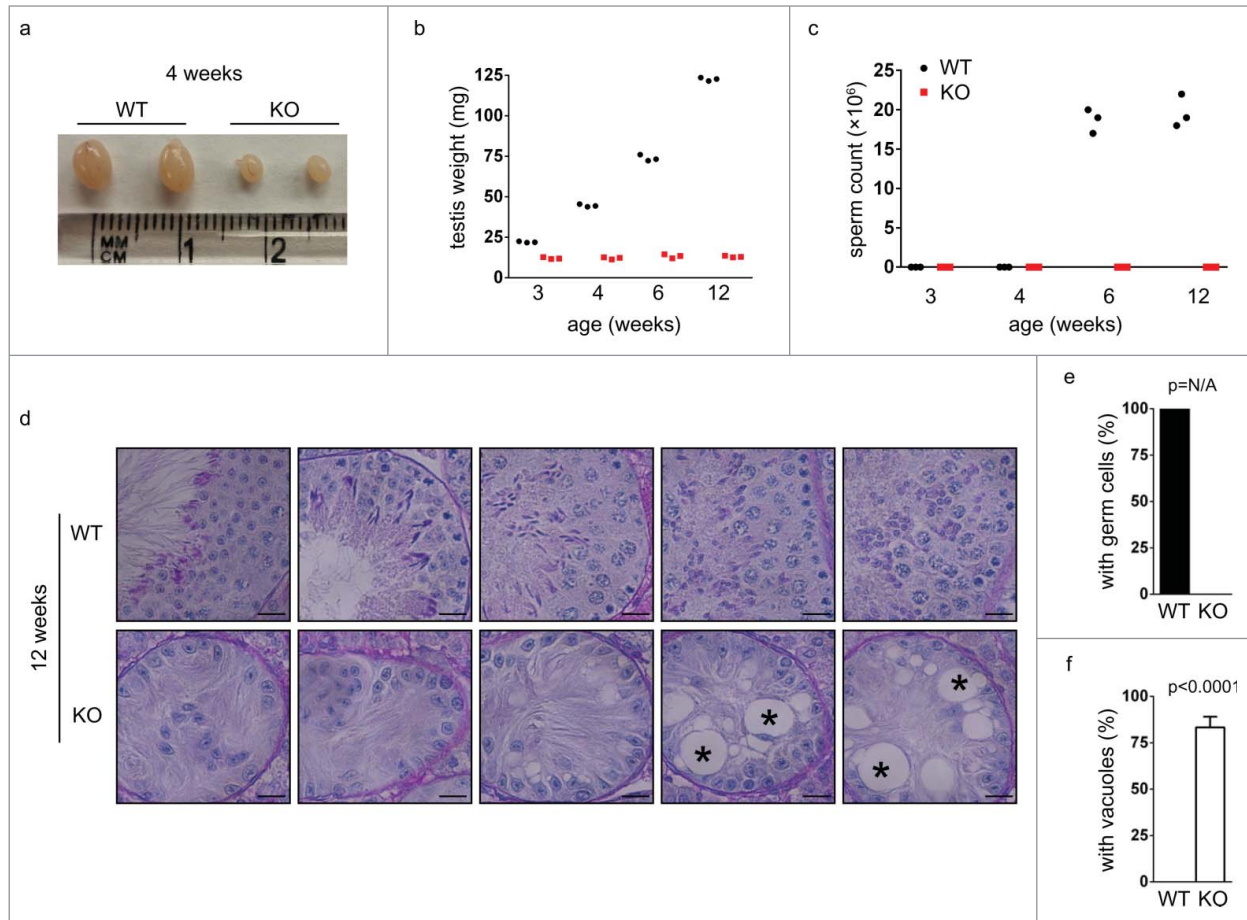 a
4 weeks
WT KO
MM
CM
1 2
b
testis weight (mg)
125
100
75
50
25
0
3 4 6 12
age (weeks)
c
WT
KO
sperm count (×10⁶)
25
20
15
10
5
0
3 4 6 12
age (weeks)
d
12 weeks
WT
KO
* *
* *
e
p=N/A
with germ cells (%)
100
75
50
25
0
WT KO
f
p<0.0001
with vacuoles (%)
100
75
25
0
WT KO